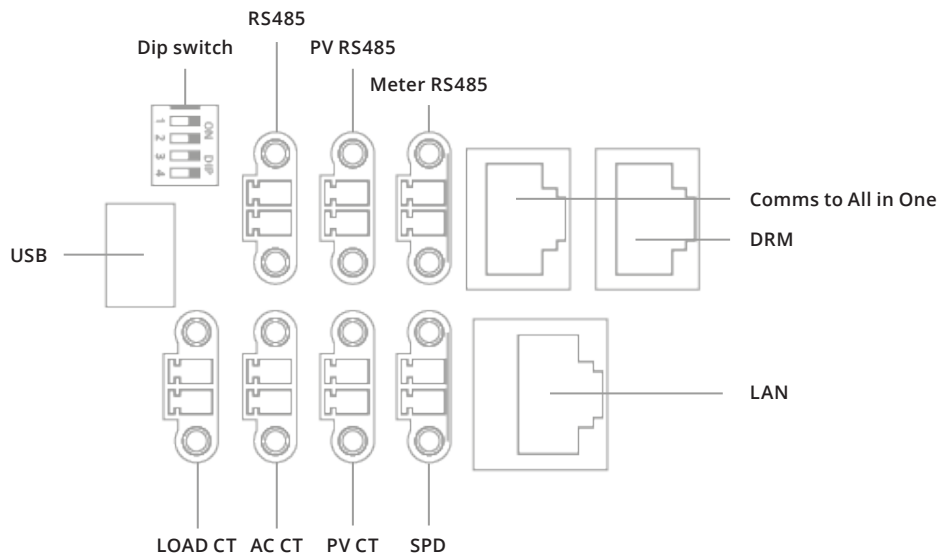 RS485
Dip switch
PV RS485
Meter RS485
1 2 3 4
ON DIP
Comms to All in One
DRM
USB
LAN
LOAD CT
AC CT
PV CT
SPD